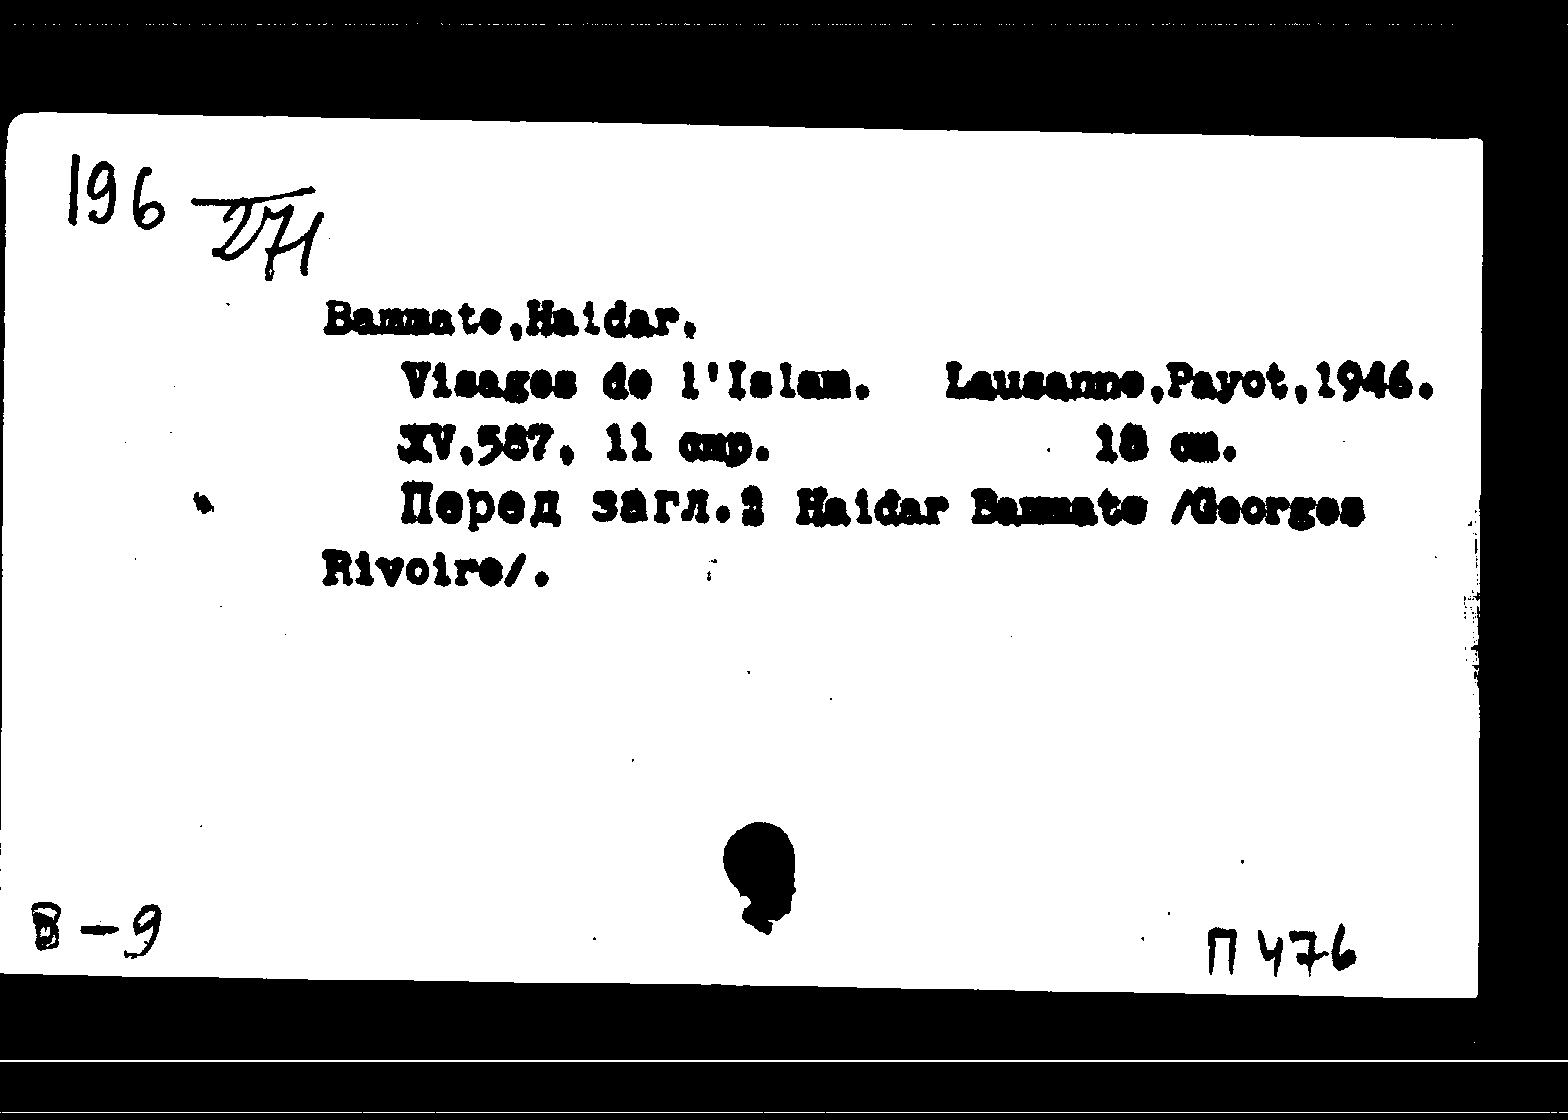 196 271
Bammate,Haidar.
Visages de l'Islam. Lausanne,Payot,1946.
XV,587, 11 стр. 18 см.
Перед загл.: Haidar Bammate /Georges
Rivoire/.
В-9
П 476